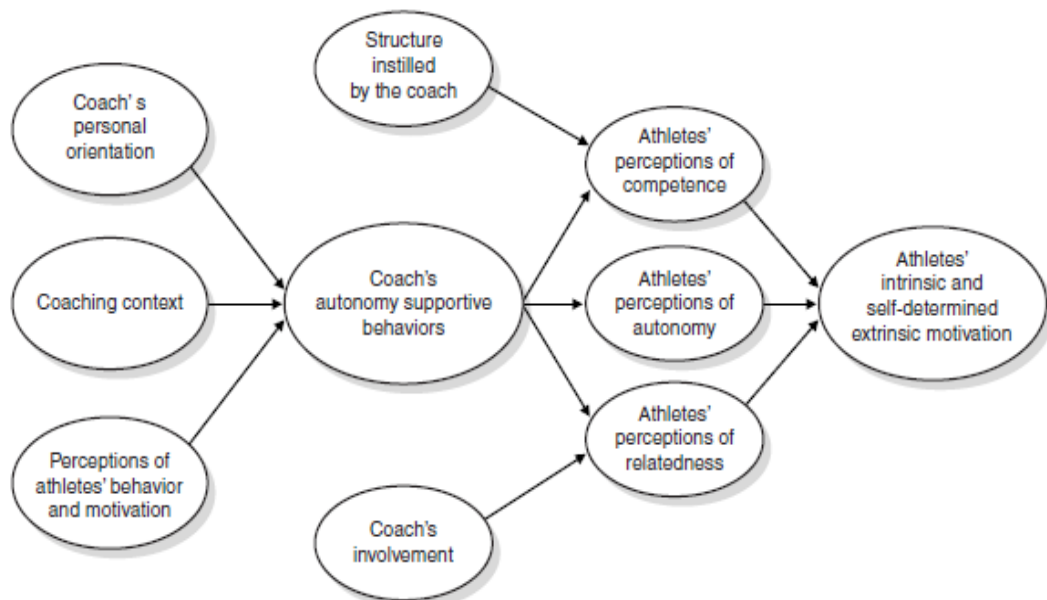 Structure
instilled
by the coach
Coach' s
personal
orientation
Athletes'
perceptions of
competence
Coaching context
Coach's
autonomy supportive
behaviors
Athletes'
perceptions of
autonomy
Athletes'
intrinsic and
self-determined
extrinsic motivation
Perceptions of
athletes' behavior
and motivation
Athletes'
perceptions of
relatedness
Coach's
involvement